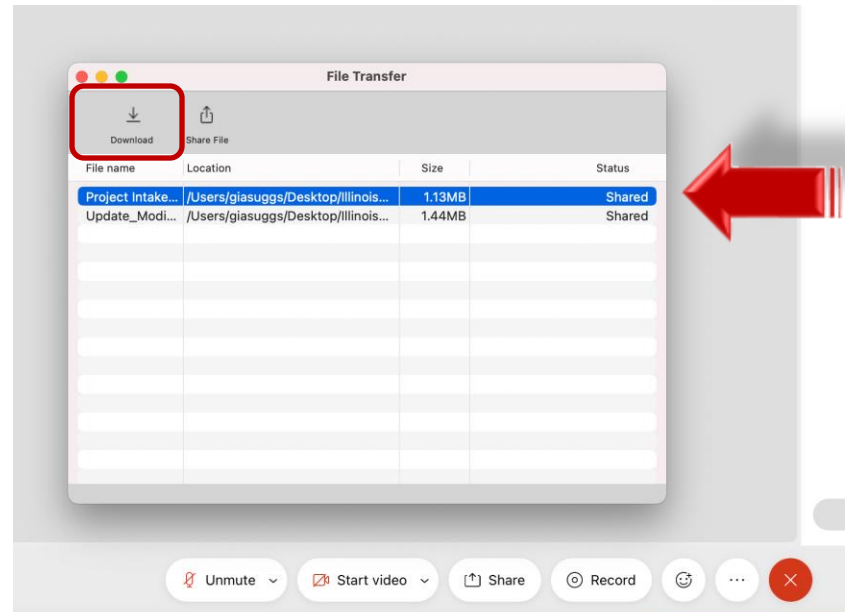 File Transfer
Download Share File
File name Location Size Status
Project Intake... /Users/giasuggs/Desktop/Illinois... 1.13MB Shared
Update_Modi... /Users/giasuggs/Desktop/Illinois... 1.44MB Shared
Unmute Start video Share Record